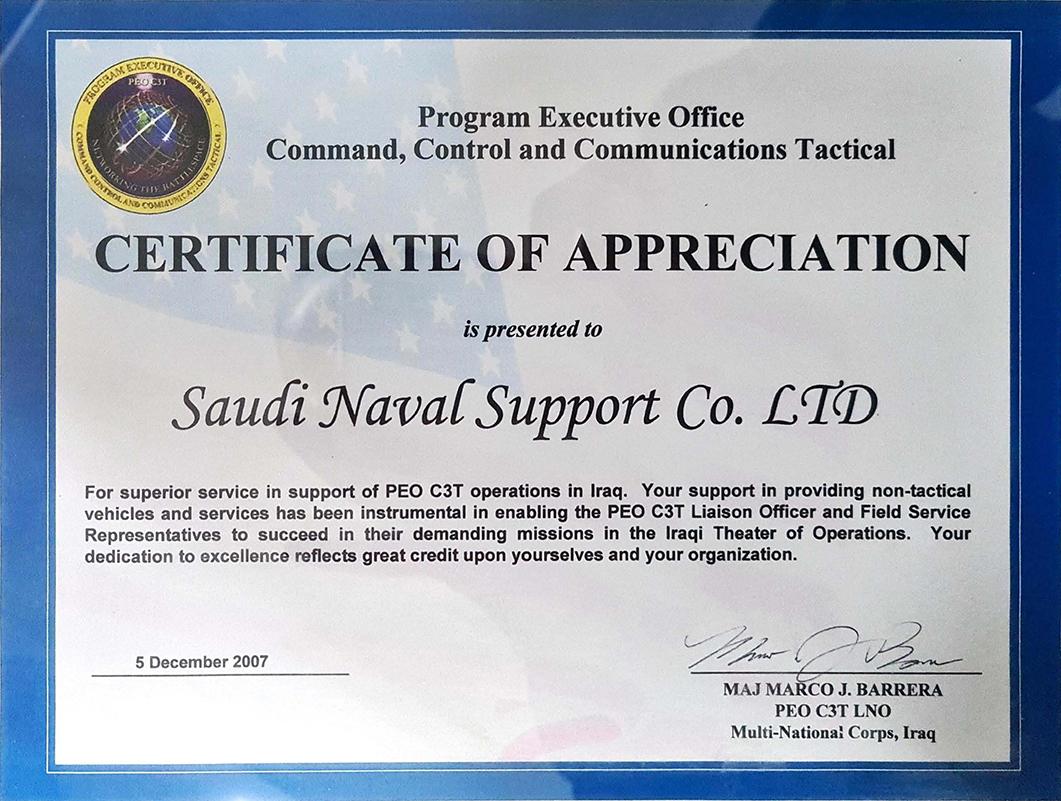 PROGRAM EXECUTIVE OFFICE
PEO C3T
NETWORKING THE BATTLESPACE
COMMAND CONTROL AND COMMUNICATIONS TACTICAL
Program Executive Office
Command, Control and Communications Tactical
CERTIFICATE OF APPRECIATION
is presented to
Saudi Naval Support Co. LTD
For superior service in support of PEO C3T operations in Iraq. Your support in providing non-tactical
vehicles and services has been instrumental in enabling the PEO C3T Liaison Officer and Field Service
Representatives to succeed in their demanding missions in the Iraqi Theater of Operations. Your
dedication to excellence reflects great credit upon yourselves and your organization.
5 December 2007
MAJ MARCO J. BARRERA
PEO C3T LNO
Multi-National Corps, Iraq